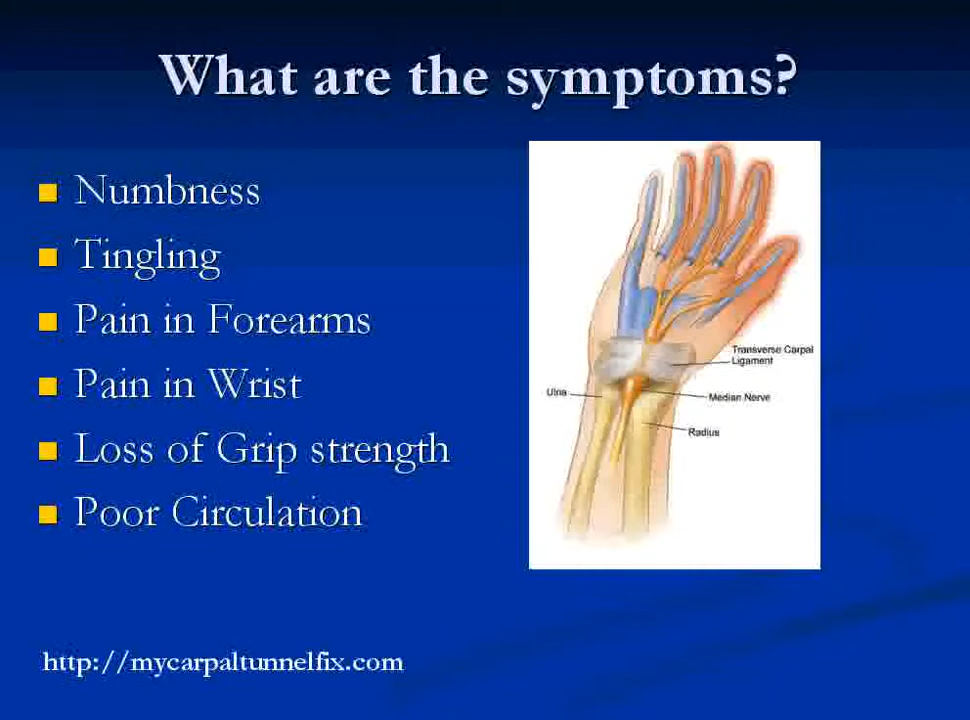 What are the symptoms?
Numbness
Tingling
Pain in Forearms
Pain in Wrist
Loss of Grip strength
Poor Circulation
Transverse Carpal
Ligament
Ulna
Median Nerve
Radius
http://mycarpaltunnelfix.com